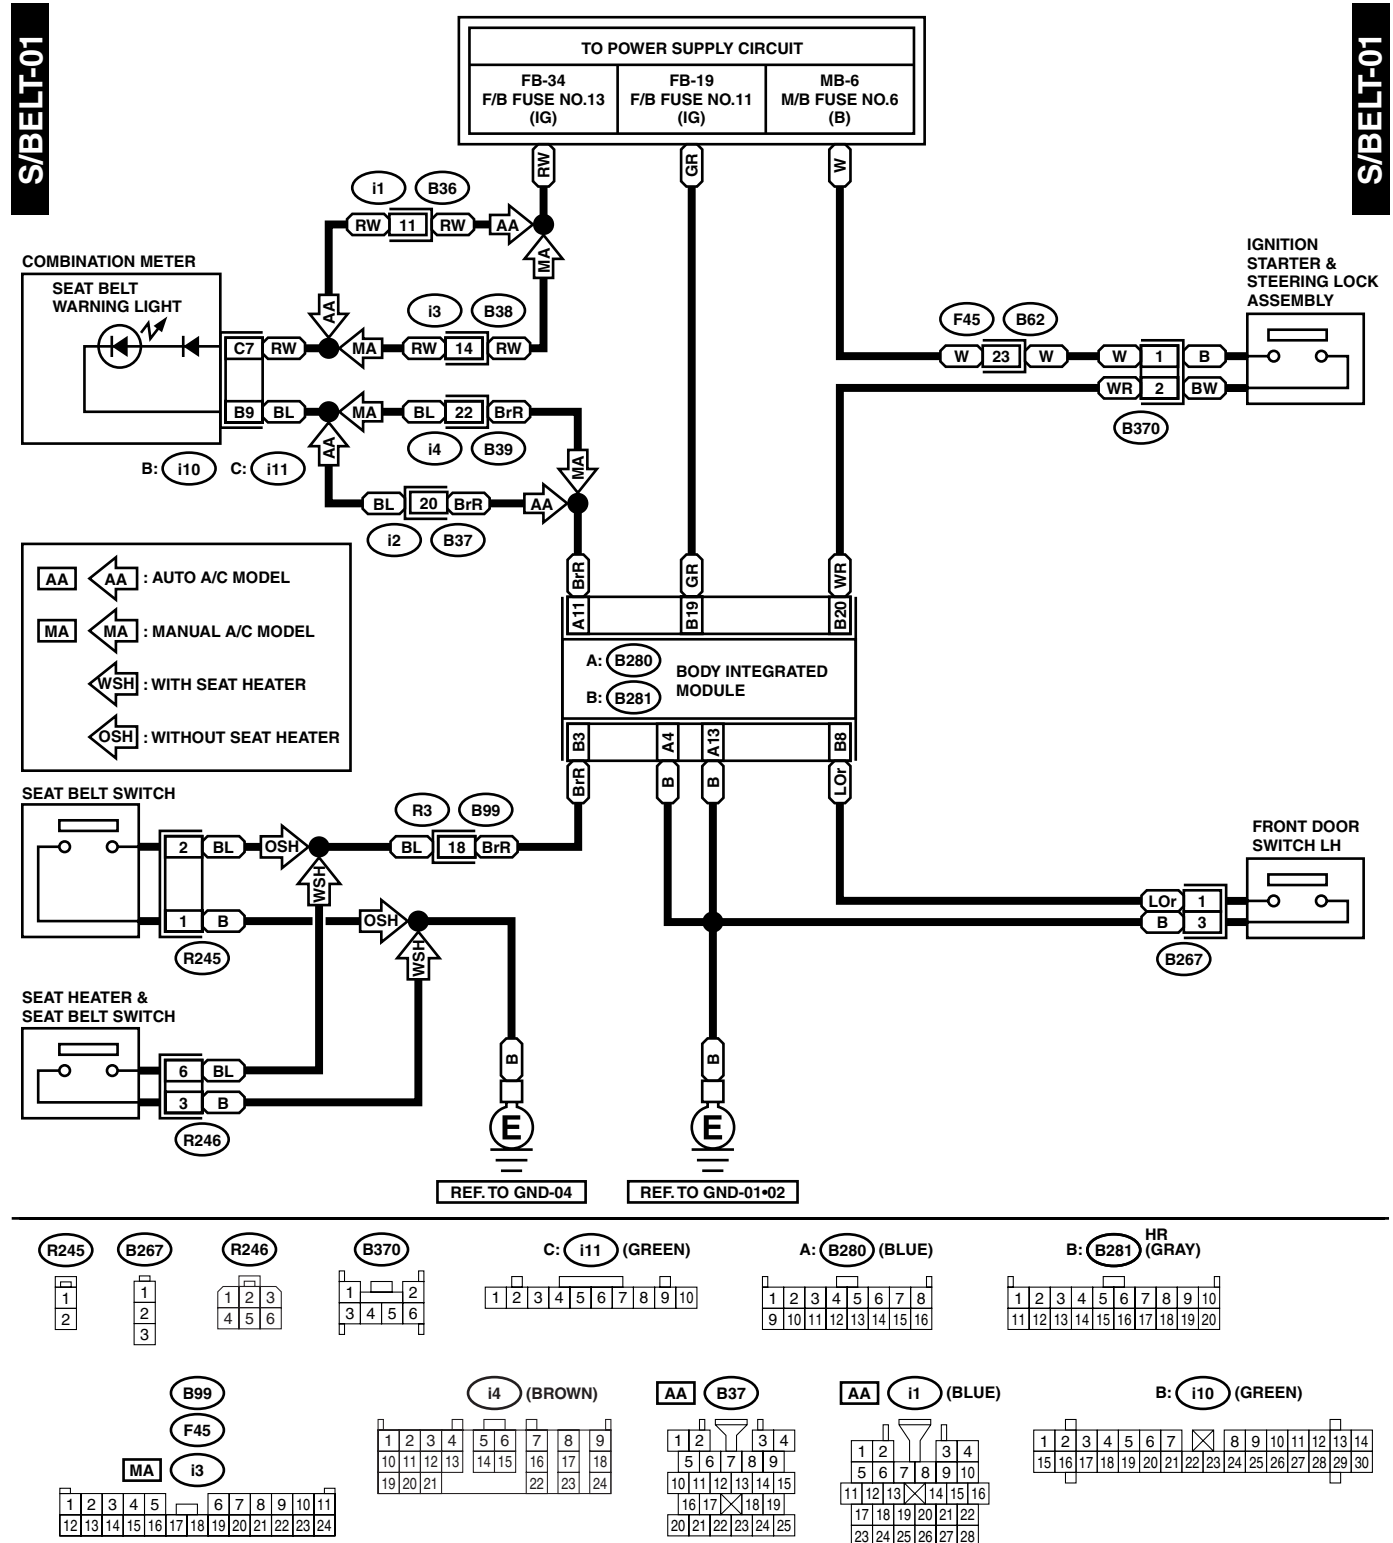 S/BELT-01
S/BELT-01
TO POWER SUPPLY CIRCUIT
FB-34
F/B FUSE NO.13
(IG)
FB-19
F/B FUSE NO.11
(IG)
MB-6
M/B FUSE NO.6
(B)
RW
GR
W
i1 B36
RW 11 RW AA
MA
AA
i3 B38
MA RW 14 RW
COMBINATION METER
SEAT BELT
WARNING LIGHT
C7 RW
B9 BL
MA BL 22 BrR
i4 B39
AA
MA
B: i10 C: i11
BL 20 BrR AA
i2 B37
IGNITION
STARTER &
STEERING LOCK
ASSEMBLY
F45 B62
W 23 W
W 1 B
WR 2 BW
B370
AA AA : AUTO A/C MODEL
MA MA : MANUAL A/C MODEL
WSH : WITH SEAT HEATER
OSH : WITHOUT SEAT HEATER
BrR GR WR
A11 B19 B20
A: B280
B: B281
BODY INTEGRATED
MODULE
B3 A4 A13 B8
BrR B B LOr
SEAT BELT SWITCH
2 BL OSH
R3 B99
BL 18 BrR
WSH
1 B OSH
R245
WSH
SEAT HEATER &
SEAT BELT SWITCH
6 BL
3 B
R246
FRONT DOOR
SWITCH LH
LOr 1
B 3
B267
B
B
E
E
REF. TO GND-04
REF. TO GND-01•02
R245
1
2
B267
1
2
3
R246
1 2 3
4 5 6
B370
1 2
3 4 5 6
C: i11 (GREEN)
1 2 3 4 5 6 7 8 9 10
A: B280 (BLUE)
1 2 3 4 5 6 7 8
9 10 11 12 13 14 15 16
HR
B: B281 (GRAY)
1 2 3 4 5 6 7 8 9 10
11 12 13 14 15 16 17 18 19 20
B99
F45
MA i3
1 2 3 4 5 6 7 8 9 10 11
12 13 14 15 16 17 18 19 20 21 22 23 24
i4 (BROWN)
1 2 3 4 5 6 7 8 9
10 11 12 13 14 15 16 17 18
19 20 21 22 23 24
AA B37
1 2 3 4
5 6 7 8 9
10 11 12 13 14 15
16 17 18 19
20 21 22 23 24 25
AA i1 (BLUE)
1 2 3 4
5 6 7 8 9 10
11 12 13 14 15 16
17 18 19 20 21 22
23 24 25 26 27 28
B: i10 (GREEN)
1 2 3 4 5 6 7 8 9 10 11 12 13 14
15 16 17 18 19 20 21 22 23 24 25 26 27 28 29 30